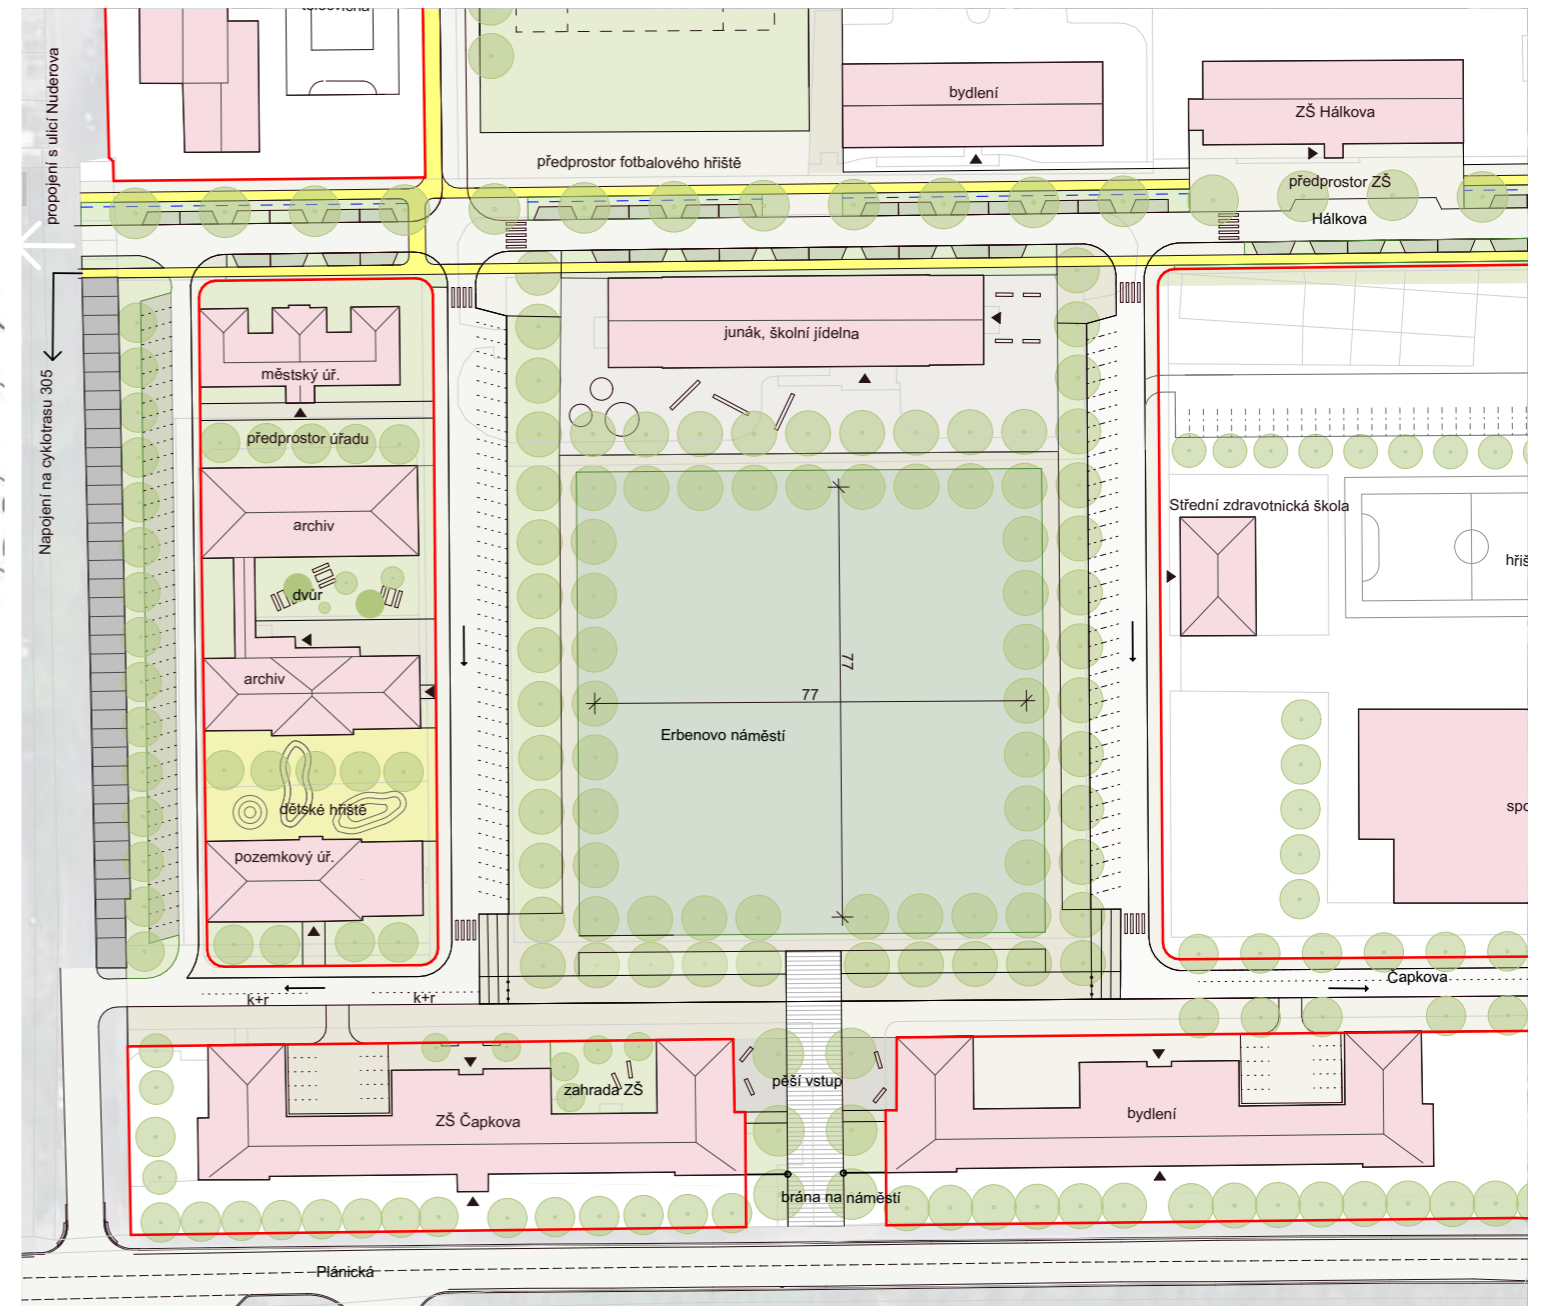 propojení s ulicí Nuderova
bydlení
ZŠ Hálkova
předprostor fotbalového hřiště
předprostor ZŠ
Hálkova
Napojení na cyklotrasu 305
junák, školní jídelna
městský úř.
předprostor úřadu
archiv
Střední zdravotnická škola
dvůr
77
archiv
77
Erbenovo náměstí
dětské hřiště
pozemkový úř.
k+r
k+r
Čapkova
zahrada ZŠ
pěší vstup
ZŠ Čapkova
bydlení
brána na náměstí
Plánická